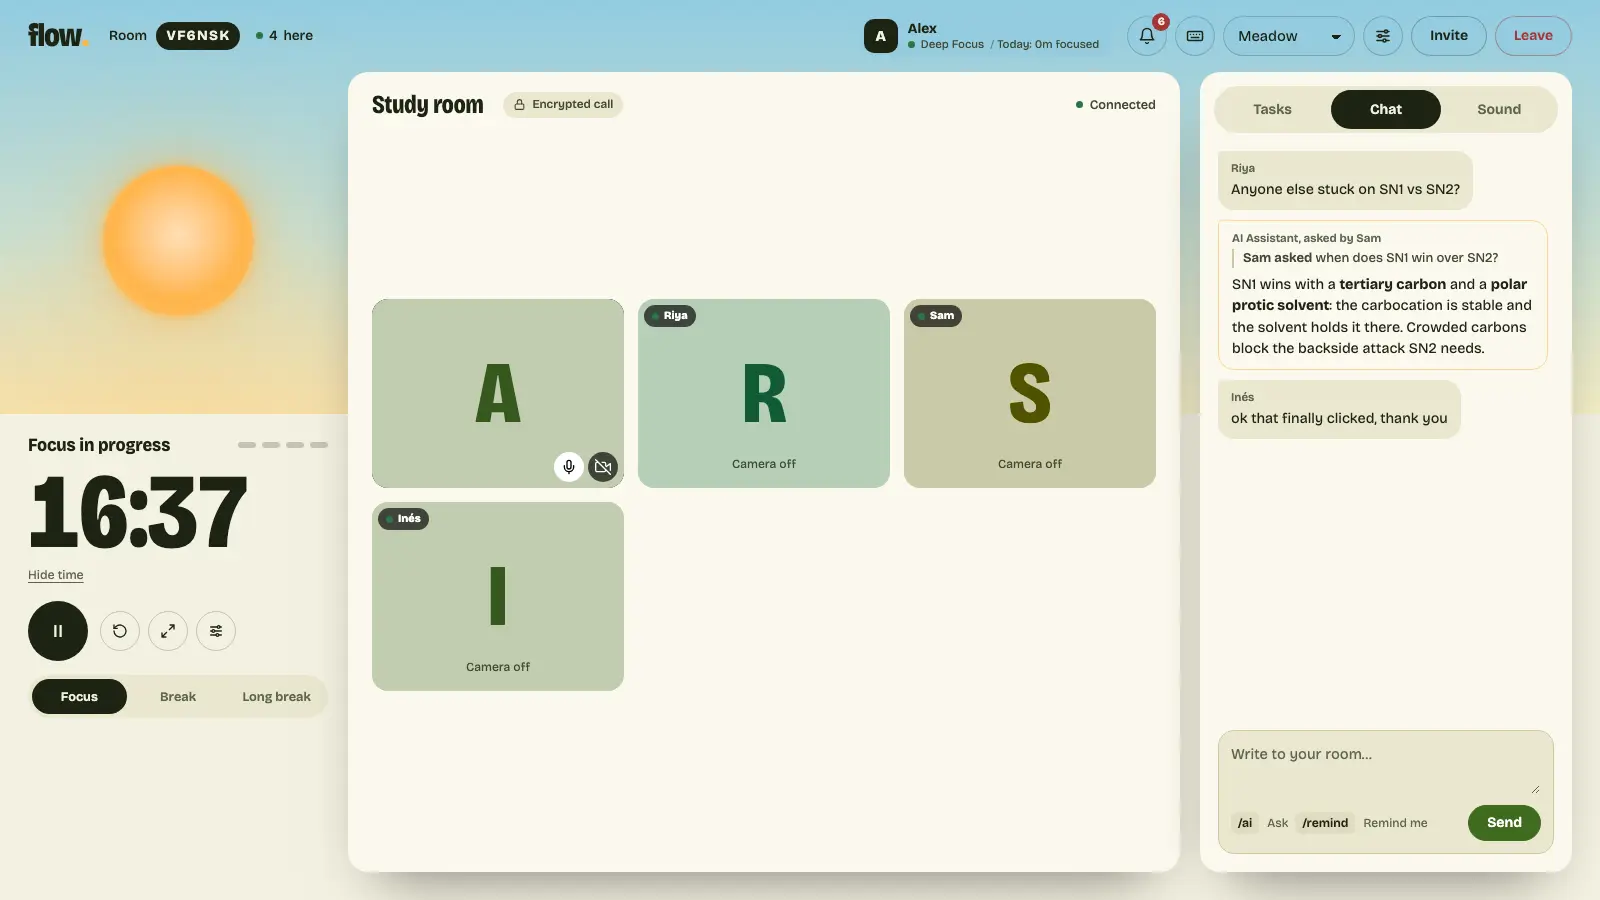 flow.
Room VF6NSK 4 here
A
Alex
Deep Focus / Today: 0m focused
6
Meadow
Invite
Leave
Focus in progress
16:37
Hide time
Focus Break Long break
Study room
Encrypted call
Connected
A
Riya
R
Camera off
Sam
S
Camera off
Inés
I
Camera off
Tasks Chat Sound
Riya
Anyone else stuck on SN1 vs SN2?
AI Assistant, asked by Sam
Sam asked when does SN1 win over SN2?
SN1 wins with a tertiary carbon and a polar
protic solvent: the carbocation is stable and
the solvent holds it there. Crowded carbons
block the backside attack SN2 needs.
Inés
ok that finally clicked, thank you
Write to your room...
/ai Ask /remind Remind me
Send